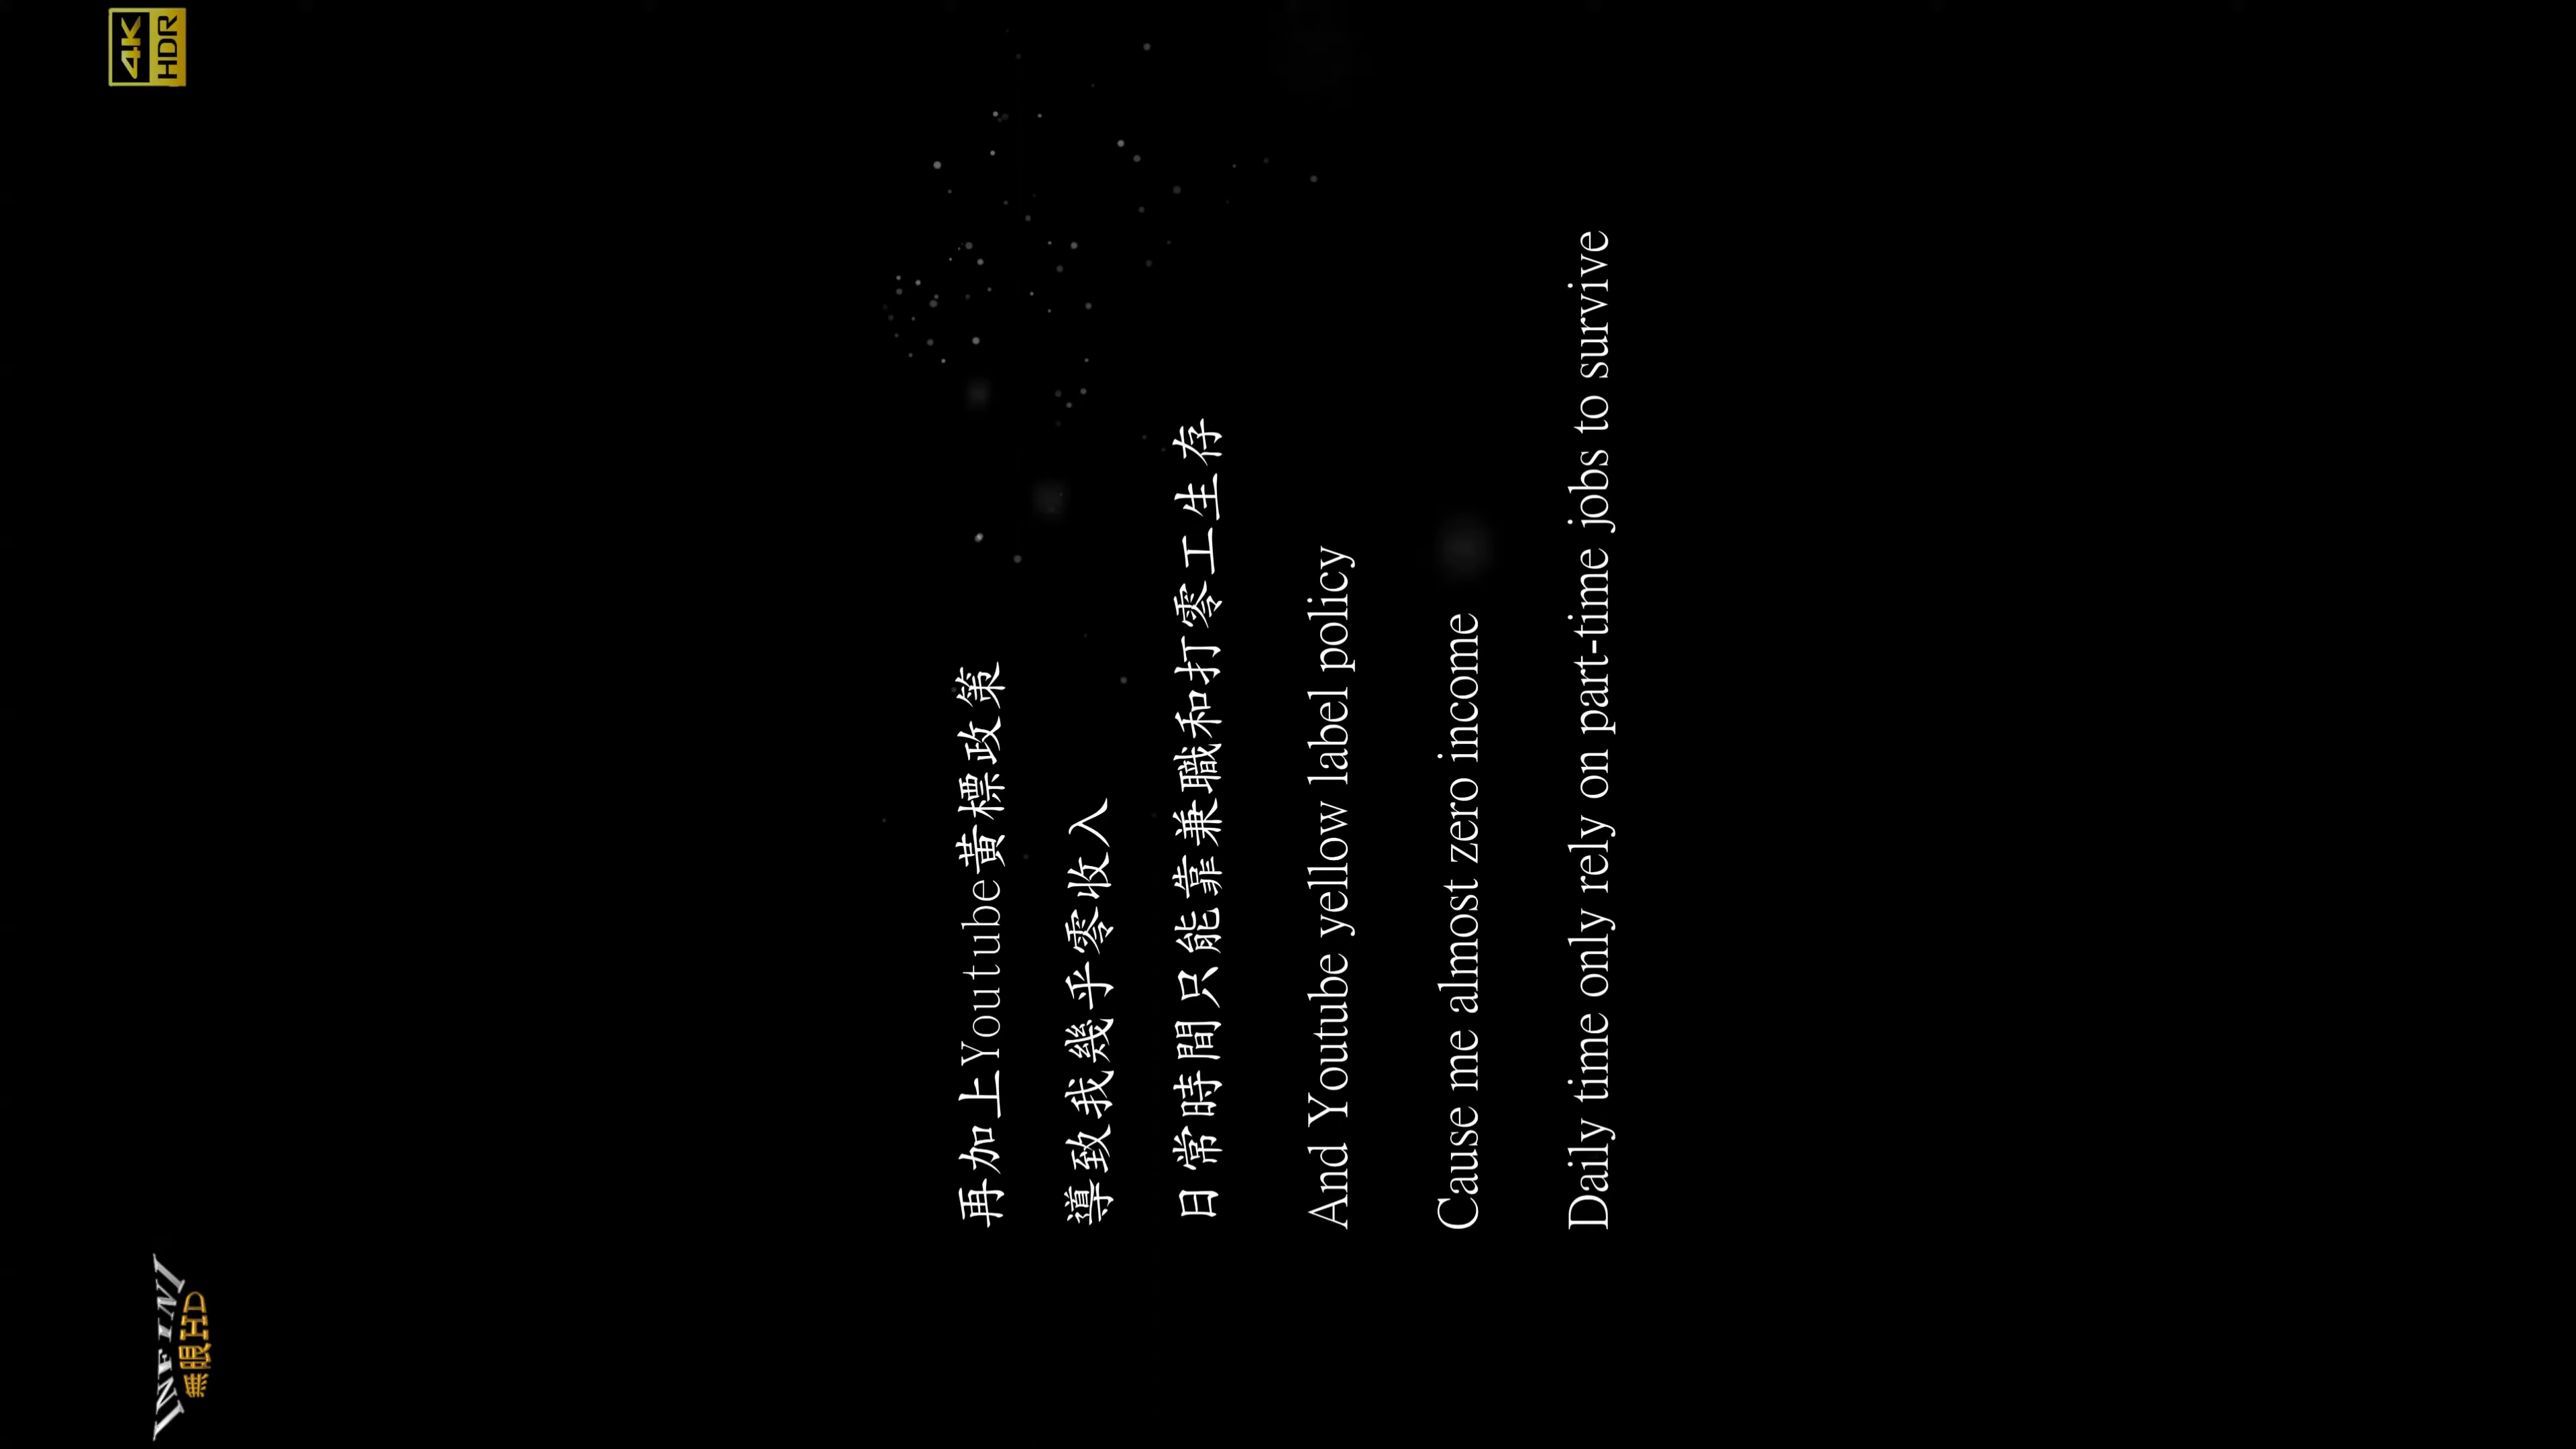 INFINI
無眼HD
4K
HDR
再加上Youtube黃標政策
導致我幾乎零收入
日常時間只能靠兼職和打零工生存
And Youtube yellow label policy
Cause me almost zero income
Daily time only rely on part-time jobs to survive